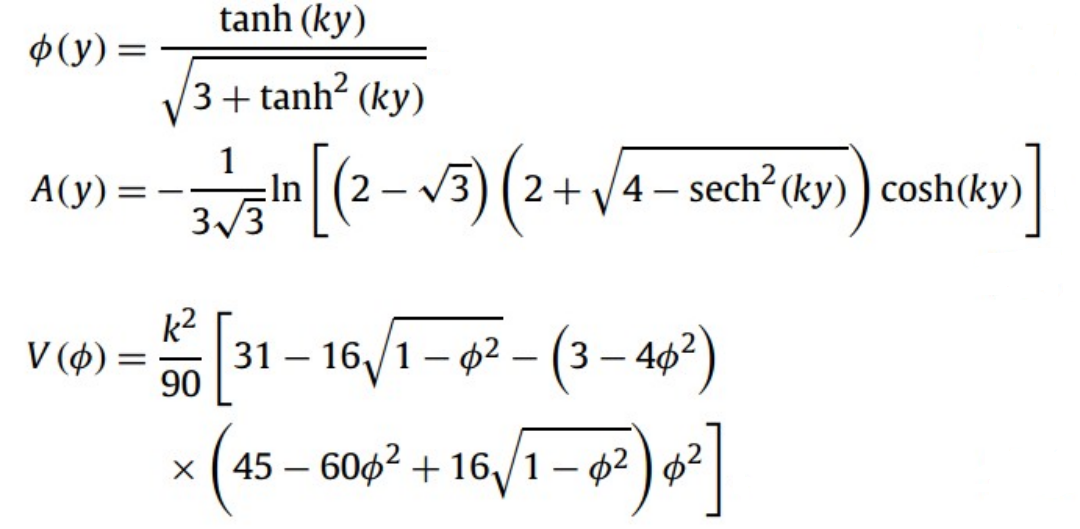 ϕ(y) = tanh (ky) / √(3 + tanh² (ky))
A(y) = − 1/(3√3) ln [(2 − √3) (2 + √(4 − sech² (ky))) cosh(ky)]
V(ϕ) = k²/90 [31 − 16√(1 − ϕ²) − (3 − 4ϕ²)
× (45 − 60ϕ² + 16√(1 − ϕ²)) ϕ²]